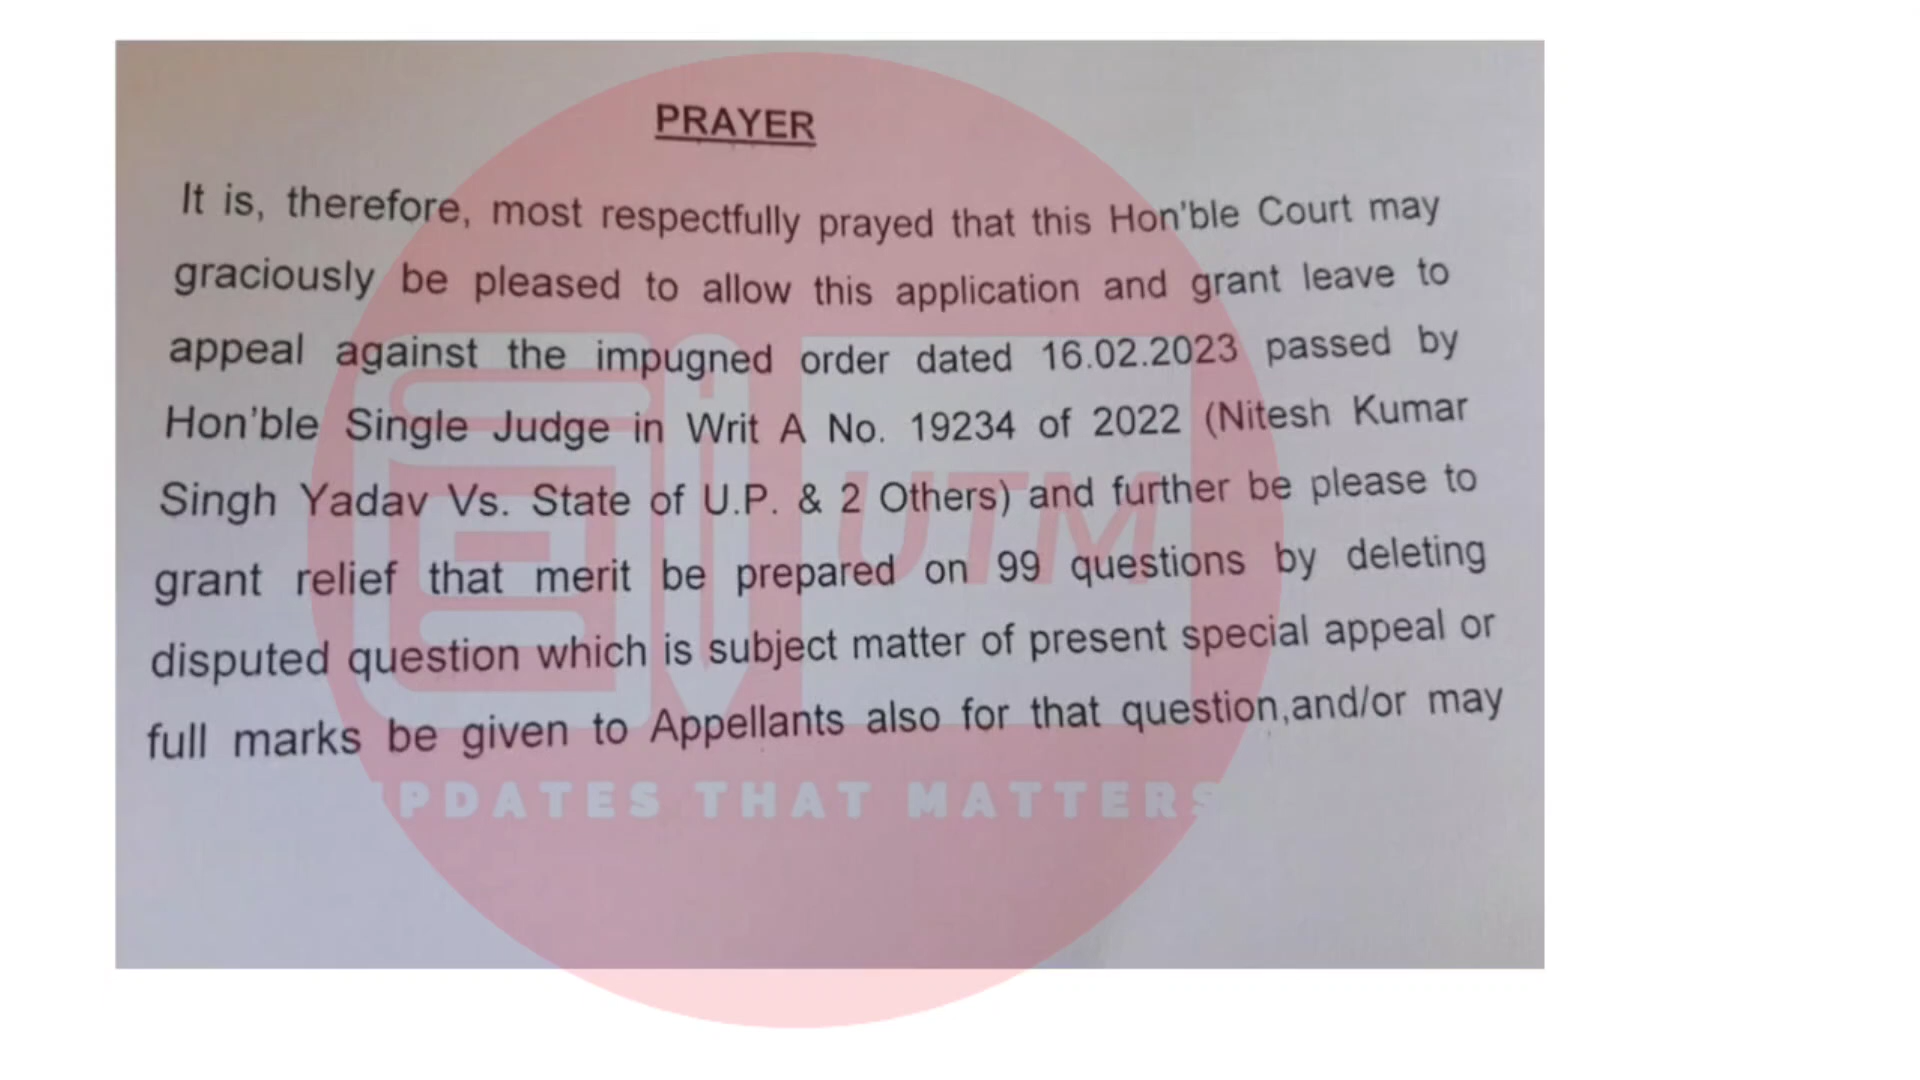 PRAYER
It is, therefore, most respectfully prayed that this Hon'ble Court may
graciously be pleased to allow this application and grant leave to
appeal against the impugned order dated 16.02.2023 passed by
Hon'ble Single Judge in Writ A No. 19234 of 2022 (Nitesh Kumar
Singh Yadav Vs. State of U.P. & 2 Others) and further be please to
grant relief that merit be prepared on 99 questions by deleting
disputed question which is subject matter of present special appeal or
full marks be given to Appellants also for that question,and/or may
UTM
PDATES THAT MATTERS